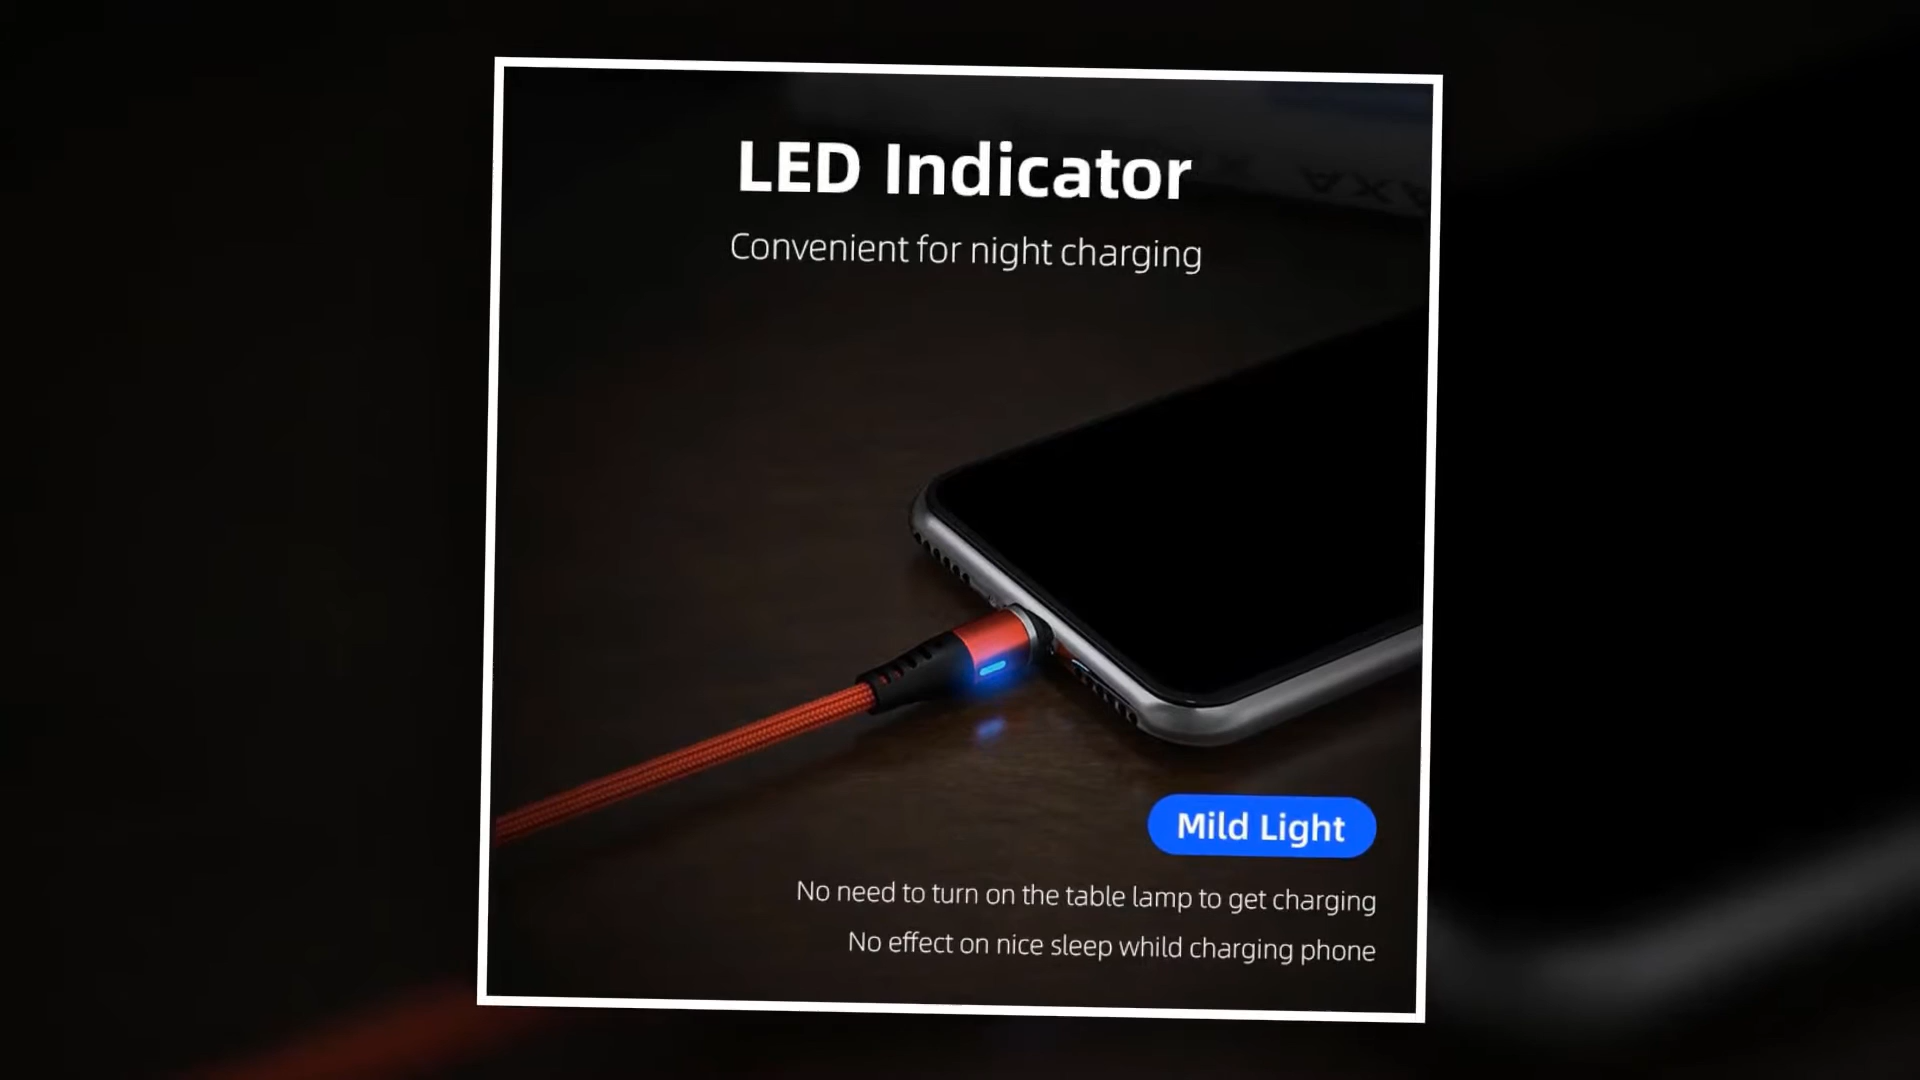 LED Indicator
Convenient for night charging
Mild Light
No need to turn on the table lamp to get charging
No effect on nice sleep whild charging phone